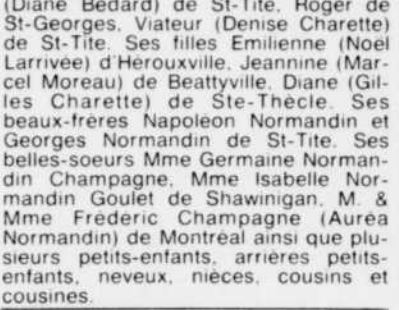 (Diane Bédard) de St-Tite, Roger de
St-Georges, Viateur (Denise Charette)
de St-Tite. Ses filles Emilienne (Noël
Larrivée) d'Hérouxville, Jeannine (Mar-
cel Moreau) de Beattyville, Diane (Gil-
les Charette) de Ste-Thècle. Ses
beaux-frères Napoléon Normandin et
Georges Normandin de St-Tite. Ses
belles-soeurs Mme Germaine Norman-
din Champagne, Mme Isabelle Nor-
mandin Goulet de Shawinigan, M. &
Mme Frédéric Champagne (Auréa
Normandin) de Montréal ainsi que plu-
sieurs petits-enfants, arrières petits-
enfants, neveux, nièces, cousins et
cousines.